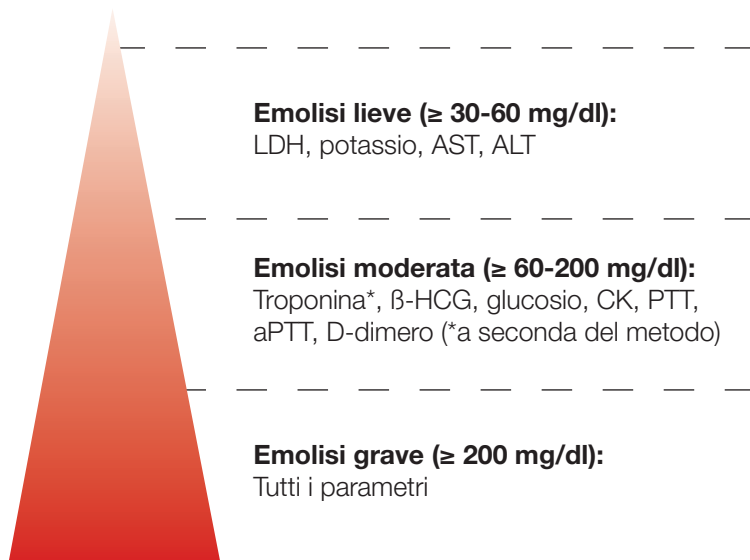 Emolisi lieve (≥ 30-60 mg/dl):
LDH, potassio, AST, ALT
Emolisi moderata (≥ 60-200 mg/dl):
Troponina*, ß-HCG, glucosio, CK, PTT,
aPTT, D-dimero (*a seconda del metodo)
Emolisi grave (≥ 200 mg/dl):
Tutti i parametri